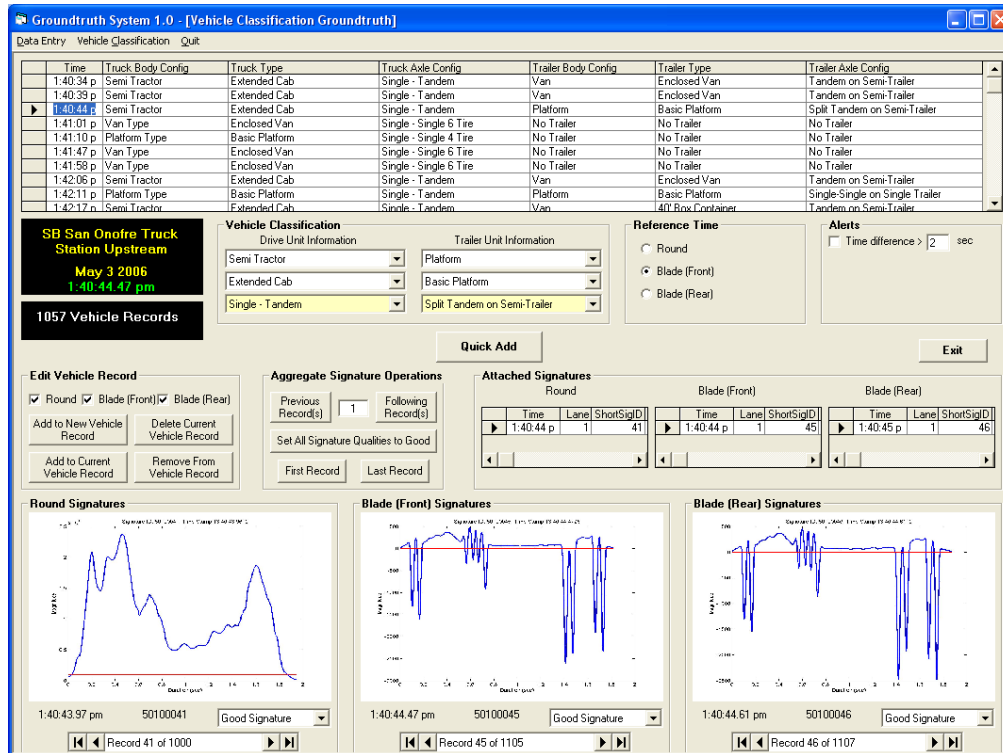 Groundtruth System 1.0 - [Vehicle Classification Groundtruth]
Data Entry Vehicle Classification Quit
Time Truck Body Config Truck Type Truck Axle Config Trailer Body Config Trailer Type Trailer Axle Config
1:40:34 p Semi Tractor Extended Cab Single - Tandem Van Enclosed Van Tandem on Semi-Trailer
1:40:39 p Semi Tractor Extended Cab Single - Tandem Van Enclosed Van Tandem on Semi-Trailer
1:40:44 p Semi Tractor Extended Cab Single - Tandem Platform Basic Platform Split Tandem on Semi-Trailer
1:41:01 p Van Type Enclosed Van Single - Single 6 Tire No Trailer No Trailer No Trailer
1:41:10 p Platform Type Basic Platform Single - Single 4 Tire No Trailer No Trailer No Trailer
1:41:47 p Van Type Enclosed Van Single - Single 6 Tire No Trailer No Trailer No Trailer
1:41:58 p Van Type Enclosed Van Single - Single 6 Tire No Trailer No Trailer No Trailer
1:42:06 p Semi Tractor Extended Cab Single - Tandem Van Enclosed Van Tandem on Semi-Trailer
1:42:11 p Platform Type Basic Platform Single - Tandem Platform Basic Platform Single-Single on Single Trailer
1:42:17 p Semi Tractor Extended Cab Single - Tandem Van 40' Box Container Tandem on Semi-Trailer
SB San Onofre Truck
Station Upstream
May 3 2006
1:40:44.47 pm
1057 Vehicle Records
Vehicle Classification
Drive Unit Information Trailer Unit Information
Semi Tractor Platform
Extended Cab Basic Platform
Single - Tandem Split Tandem on Semi-Trailer
Reference Time
Round
Blade (Front)
Blade (Rear)
Alerts
Time difference > 2 sec
Quick Add
Exit
Edit Vehicle Record
Round Blade (Front) Blade (Rear)
Add to New Vehicle Record
Delete Current Vehicle Record
Add to Current Vehicle Record
Remove From Vehicle Record
Aggregate Signature Operations
Previous Record(s) 1 Following Record(s)
Set All Signature Qualities to Good
First Record Last Record
Attached Signatures
Round Blade (Front) Blade (Rear)
Time Lane ShortSigID Time Lane ShortSigID Time Lane ShortSigID
1:40:44 p 1 41 1:40:44 p 1 45 1:40:45 p 1 46
Round Signatures
1:40:43.97 pm 50100041 Good Signature
Record 41 of 1000
Blade (Front) Signatures
1:40:44.47 pm 50100045 Good Signature
Record 45 of 1105
Blade (Rear) Signatures
1:40:44.61 pm 50100046 Good Signature
Record 46 of 1107